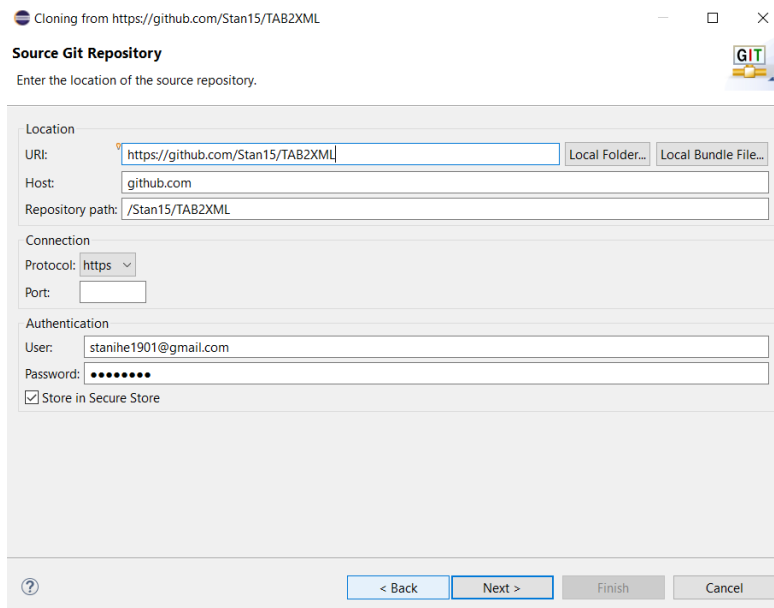 Cloning from https://github.com/Stan15/TAB2XML
Source Git Repository
GIT
Enter the location of the source repository.
Location
URI: https://github.com/Stan15/TAB2XML Local Folder... Local Bundle File...
Host: github.com
Repository path: /Stan15/TAB2XML
Connection
Protocol: https
Port:
Authentication
User: stanihe1901@gmail.com
Password: ●●●●●●●●
Store in Secure Store
? < Back Next > Finish Cancel